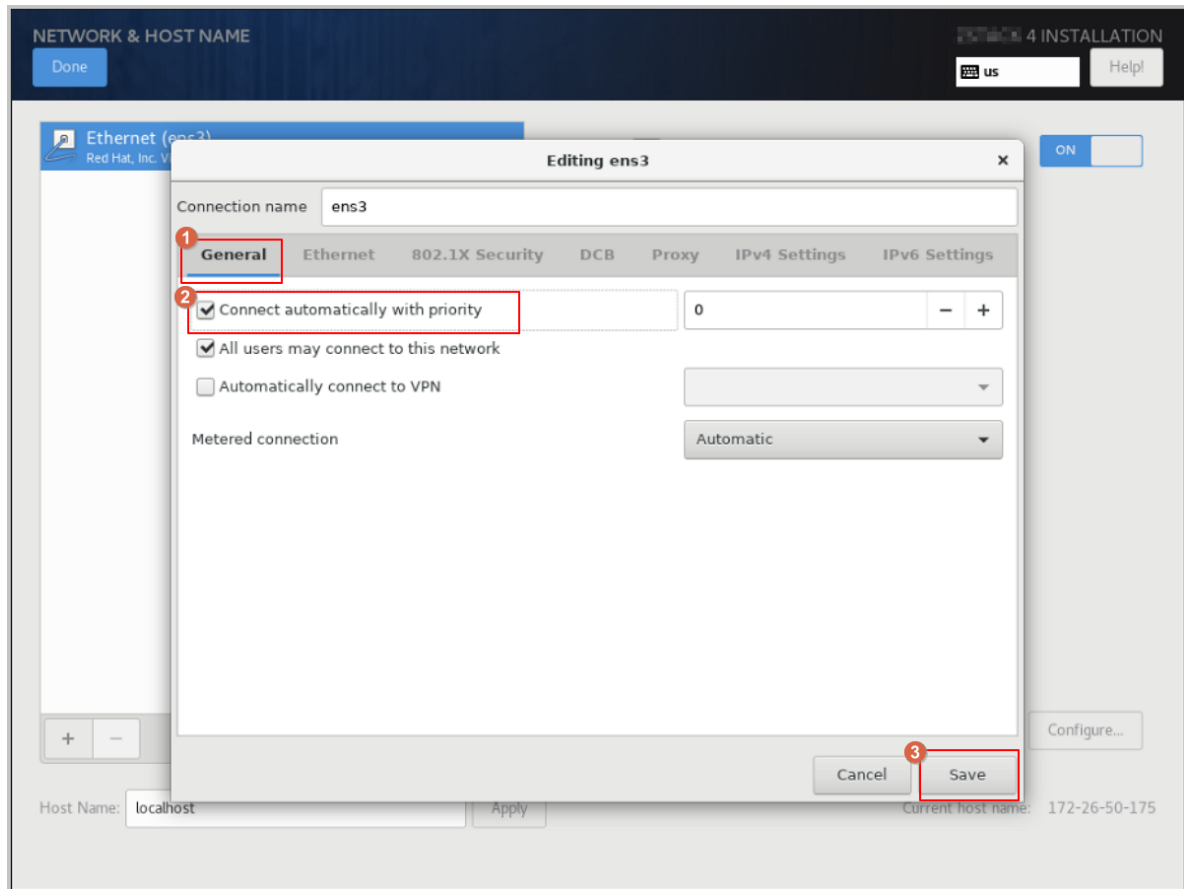 NETWORK & HOST NAME
4 INSTALLATION
Done
us
Help!
Ethernet (ens3)
Red Hat, Inc.
Editing ens3
Connection name ens3
1
General Ethernet 802.1X Security DCB Proxy IPv4 Settings IPv6 Settings
ON
2
Connect automatically with priority 0
All users may connect to this network
Automatically connect to VPN
Metered connection Automatic
Configure...
3
Cancel Save
Host Name: localhost Apply Current host name: 172-26-50-175